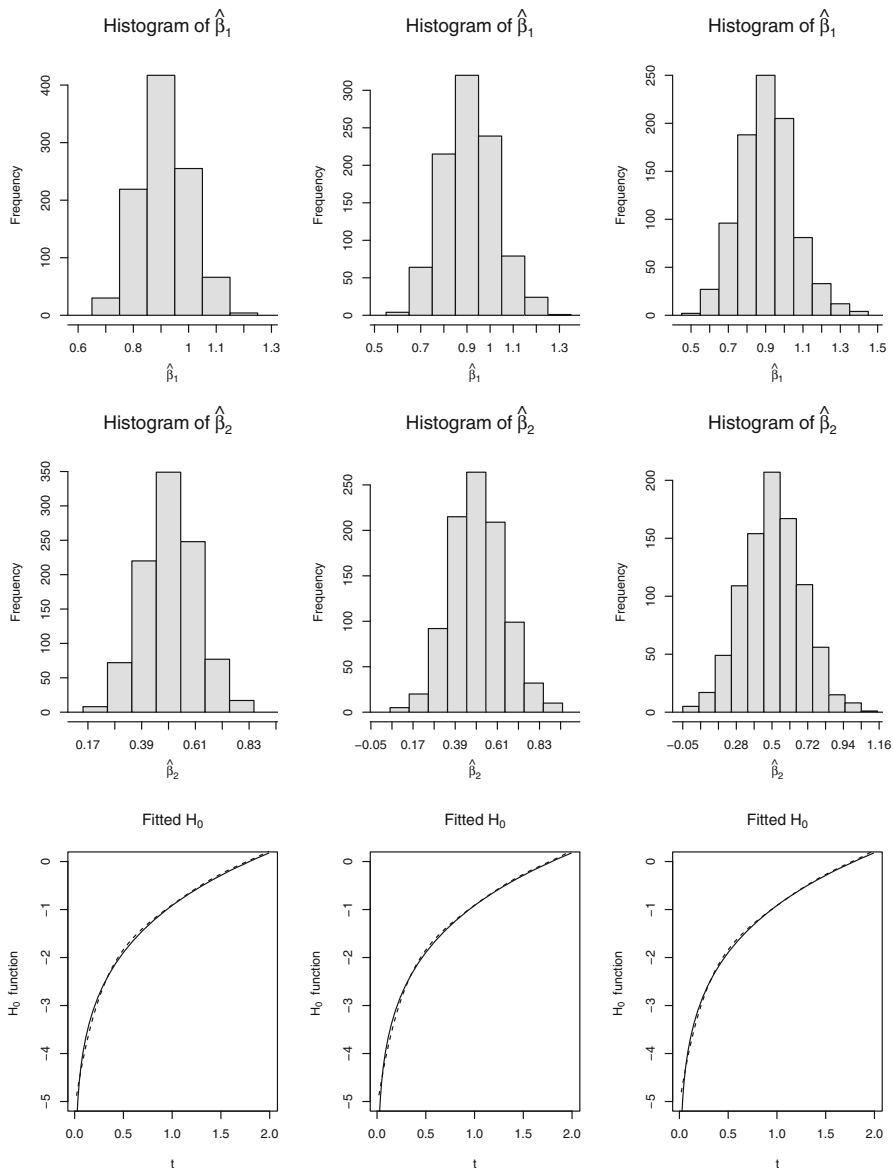 Histogram of β̂₁
Histogram of β̂₁
Histogram of β̂₁
Frequency
0 100 200 300 400
0.6 0.8 1 1.1 1.3
β̂₁
Frequency
0 50 100 150 200 250 300
0.5 0.7 0.9 1 1.1 1.3
β̂₁
Frequency
0 50 100 150 200 250
0.5 0.7 0.9 1.1 1.3 1.5
β̂₁
Histogram of β̂₂
Histogram of β̂₂
Histogram of β̂₂
Frequency
0 50 100 150 200 250 300 350
0.17 0.39 0.61 0.83
β̂₂
Frequency
0 50 100 150 200 250
−0.05 0.17 0.39 0.61 0.83
β̂₂
Frequency
0 50 100 150 200
−0.05 0.28 0.5 0.72 0.94 1.16
β̂₂
Fitted H₀
Fitted H₀
Fitted H₀
H₀ function
−5 −4 −3 −2 −1 0
0.0 0.5 1.0 1.5 2.0
t
H₀ function
−5 −4 −3 −2 −1 0
0.0 0.5 1.0 1.5 2.0
t
H₀ function
−5 −4 −3 −2 −1 0
0.0 0.5 1.0 1.5 2.0
t